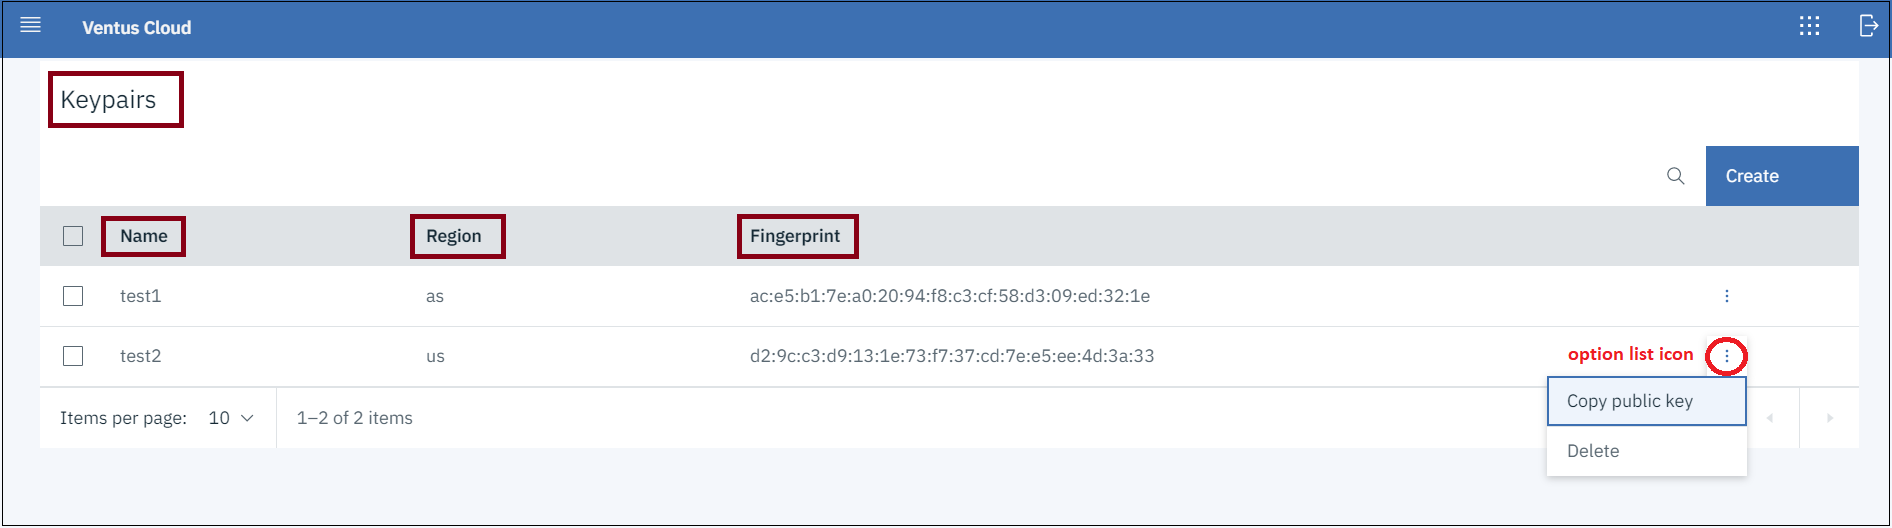 Ventus Cloud
Keypairs
Create
Name Region Fingerprint
test1 as ac:e5:b1:7e:a0:20:94:f8:c3:cf:58:d3:09:ed:32:1e
test2 us d2:9c:c3:d9:13:1e:73:f7:37:cd:7e:e5:ee:4d:3a:33 option list icon
Copy public key
Delete
Items per page: 10 1–2 of 2 items